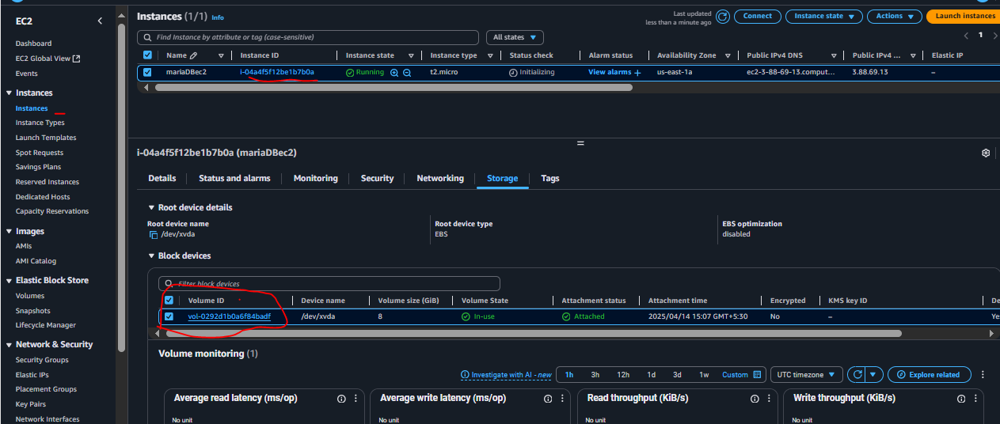 EC2
Dashboard
EC2 Global View
Events
Instances
Instances
Instance Types
Launch Templates
Spot Requests
Savings Plans
Reserved Instances
Dedicated Hosts
Capacity Reservations
Images
AMIs
AMI Catalog
Elastic Block Store
Volumes
Snapshots
Lifecycle Manager
Network & Security
Security Groups
Elastic IPs
Placement Groups
Key Pairs
Network Interfaces
Instances (1/1) Info
Last updated
less than a minute ago
Connect Instance state Actions Launch instances
Find Instance by attribute or tag (case-sensitive) All states 1
Name Instance ID Instance state Instance type Status check Alarm status Availability Zone Public IPv4 DNS Public IPv4 ... Elastic IP
mariaDBec2 i-04a4f5f12be1b7b0a Running t2.micro Initializing View alarms + us-east-1a ec2-3-88-69-13.comput... 3.88.69.13 –
i-04a4f5f12be1b7b0a (mariaDBec2)
Details Status and alarms Monitoring Security Networking Storage Tags
Root device details
Root device name Root device type EBS optimization
/dev/xvda EBS disabled
Block devices
Filter block devices
Volume ID Device name Volume size (GiB) Volume State Attachment status Attachment time Encrypted KMS key ID De
vol-0292d1b0a6f84badf /dev/xvda 8 In-use Attached 2025/04/14 15:07 GMT+5:30 No – Ye
Volume monitoring (1)
Investigate with AI - new 1h 3h 12h 1d 3d 1w Custom UTC timezone Explore related
Average read latency (ms/op) Average write latency (ms/op) Read throughput (KiB/s) Write throughput (KiB/s)
No unit No unit No unit No unit